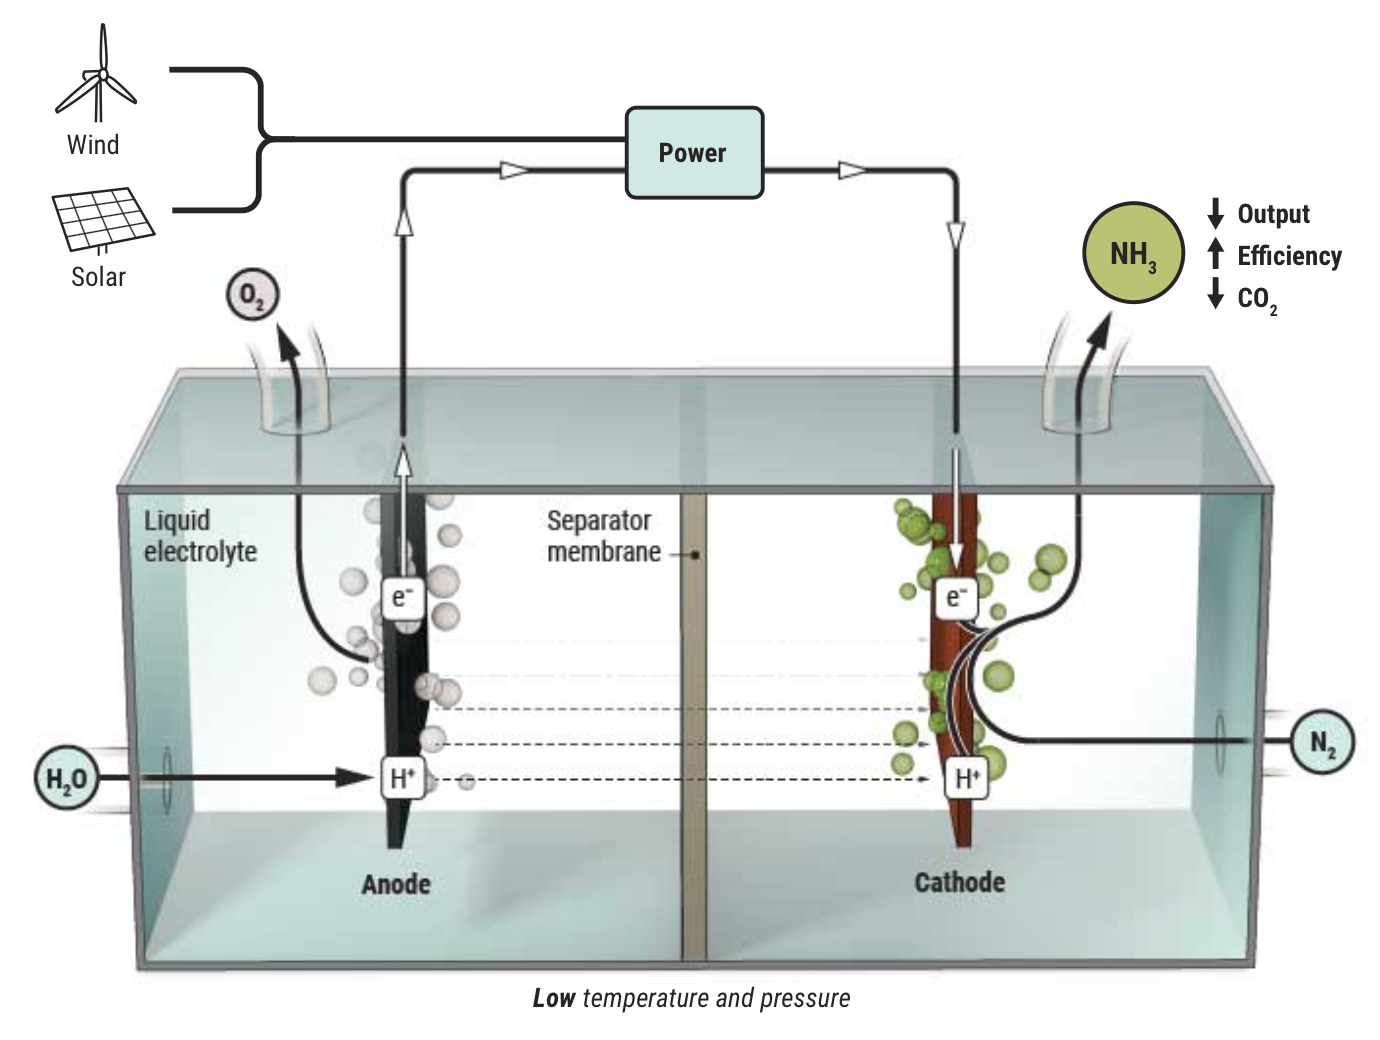 Wind
Solar
Power
O₂
NH₃
↓ Output
↑ Efficiency
↓ CO₂
Liquid
electrolyte
Separator
membrane
e⁻
e⁻
H₂O
H⁺
H⁺
N₂
Anode
Cathode
Low temperature and pressure